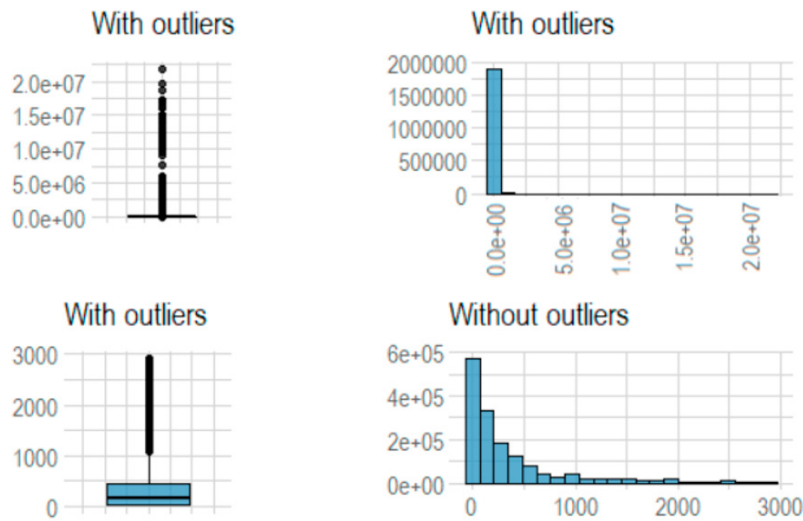 With outliers
2.0e+07
1.5e+07
1.0e+07
5.0e+06
0.0e+00
With outliers
2000000
1500000
1000000
500000
0
0.0e+00
5.0e+06
1.0e+07
1.5e+07
2.0e+07
With outliers
3000
2000
1000
0
Without outliers
6e+05
4e+05
2e+05
0e+00
0 1000 2000 3000